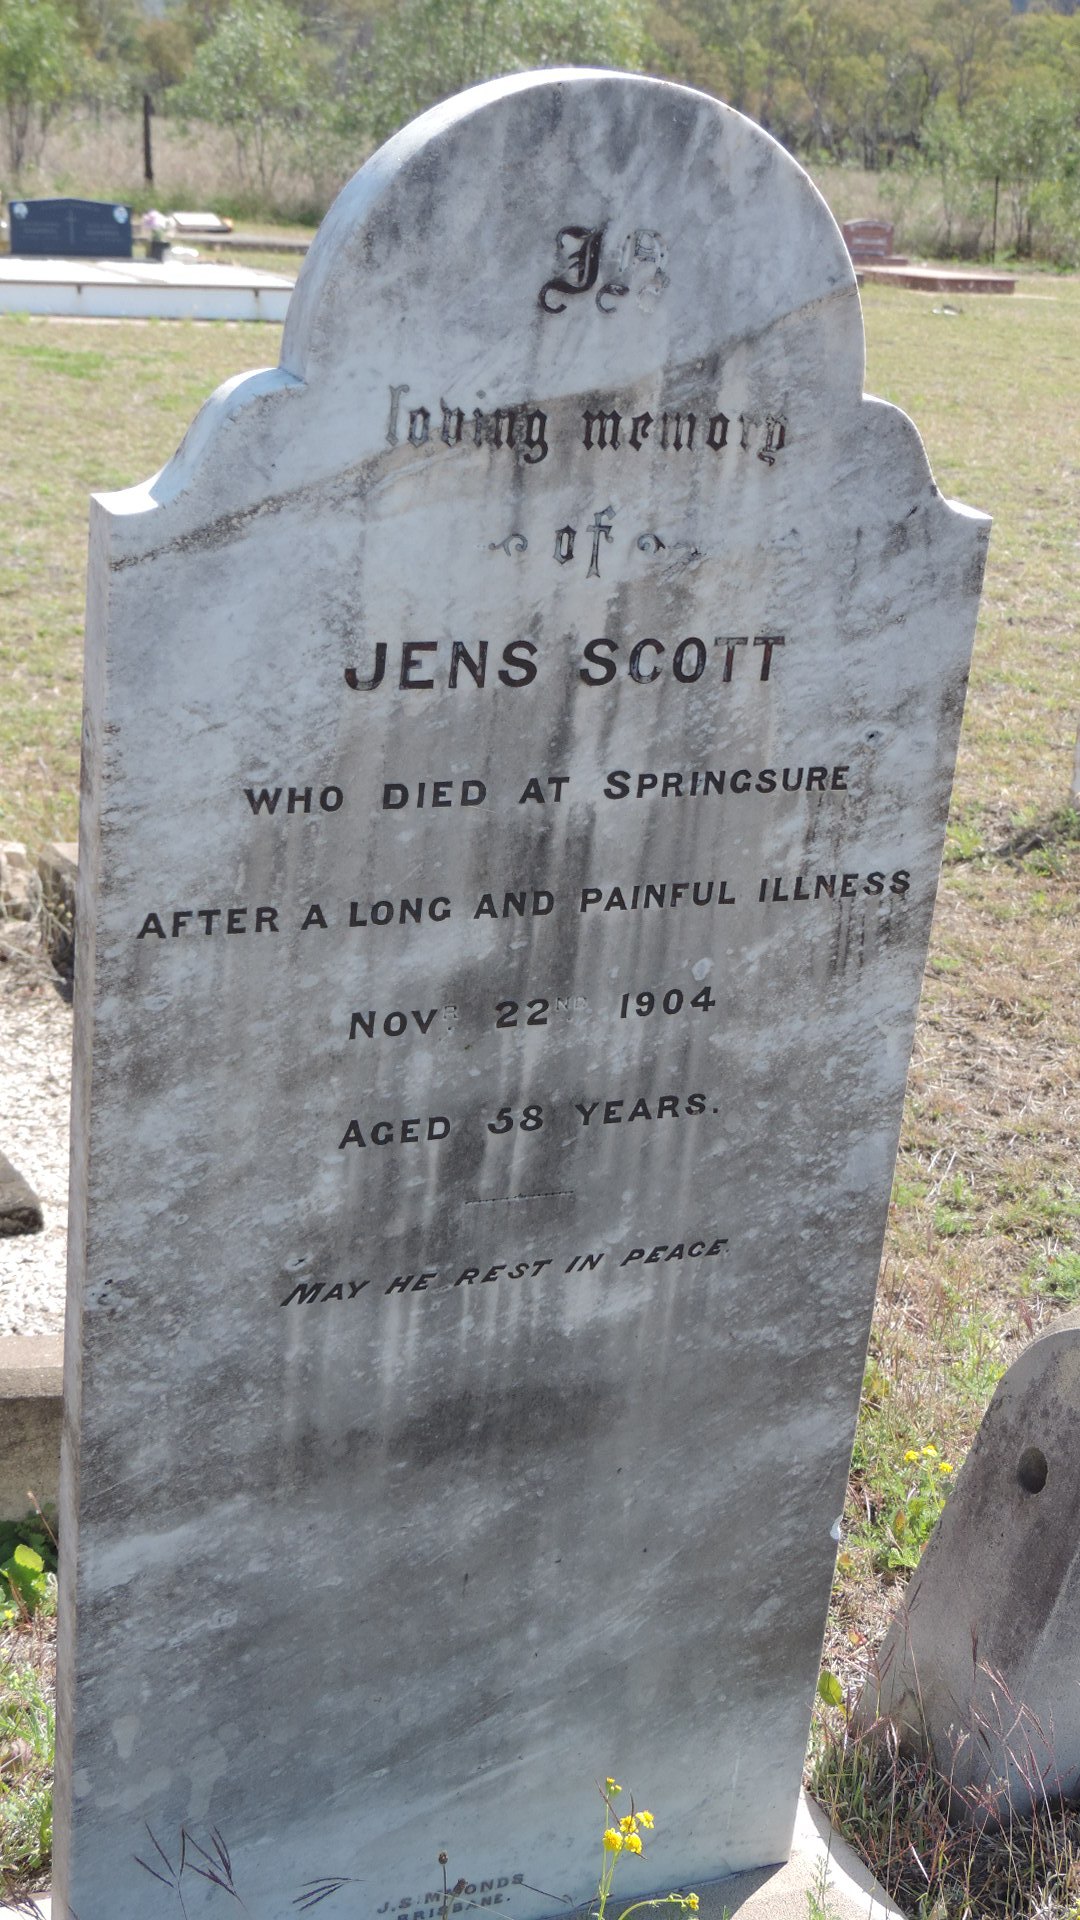 In
loving memory
of
JENS SCOTT
WHO DIED AT SPRINGSURE
AFTER A LONG AND PAINFUL ILLNESS
NOVR 22ND 1904
AGED 58 YEARS.
MAY HE REST IN PEACE.
BRISBANE.